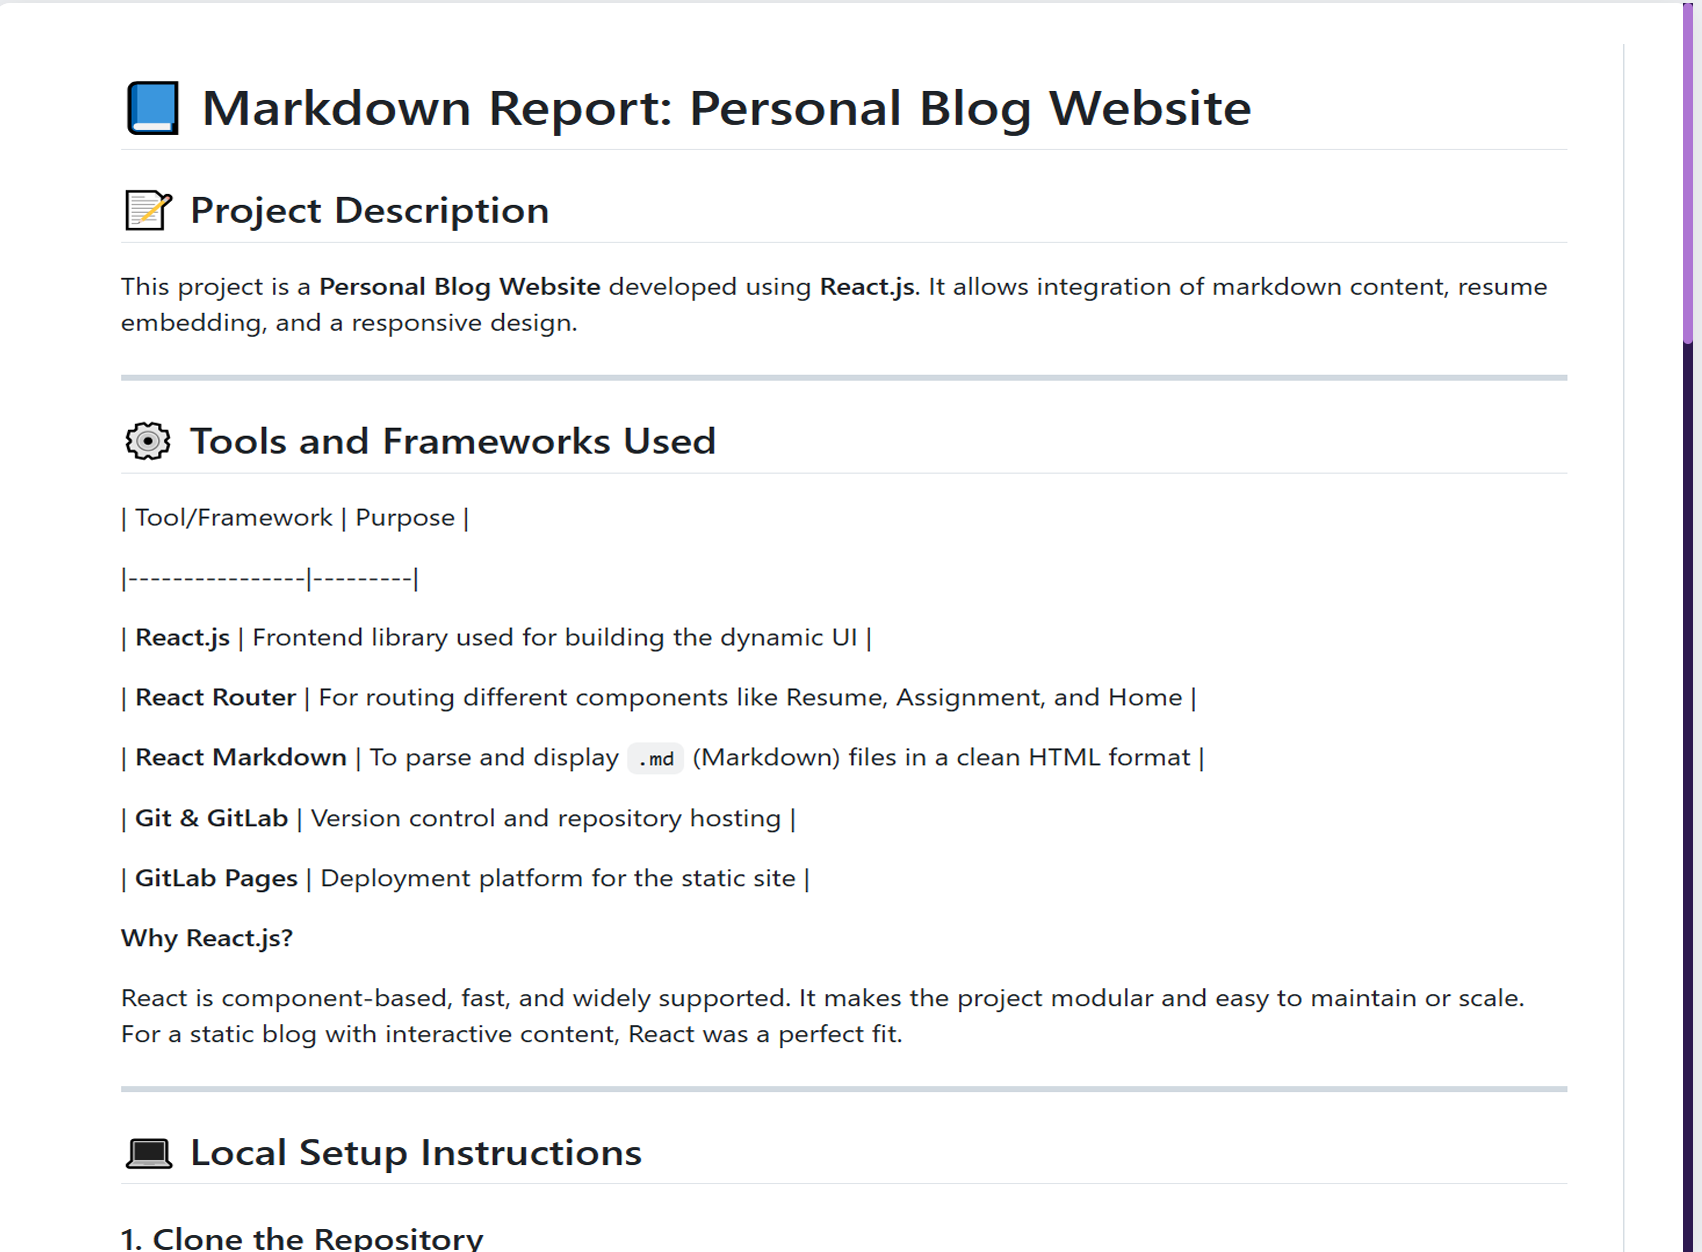 Markdown Report: Personal Blog Website
Project Description
This project is a Personal Blog Website developed using React.js. It allows integration of markdown content, resume
embedding, and a responsive design.
Tools and Frameworks Used
| Tool/Framework | Purpose |
|----------------|---------|
| React.js | Frontend library used for building the dynamic UI |
| React Router | For routing different components like Resume, Assignment, and Home |
| React Markdown | To parse and display .md (Markdown) files in a clean HTML format |
| Git & GitLab | Version control and repository hosting |
| GitLab Pages | Deployment platform for the static site |
Why React.js?
React is component-based, fast, and widely supported. It makes the project modular and easy to maintain or scale.
For a static blog with interactive content, React was a perfect fit.
Local Setup Instructions
1. Clone the Repository